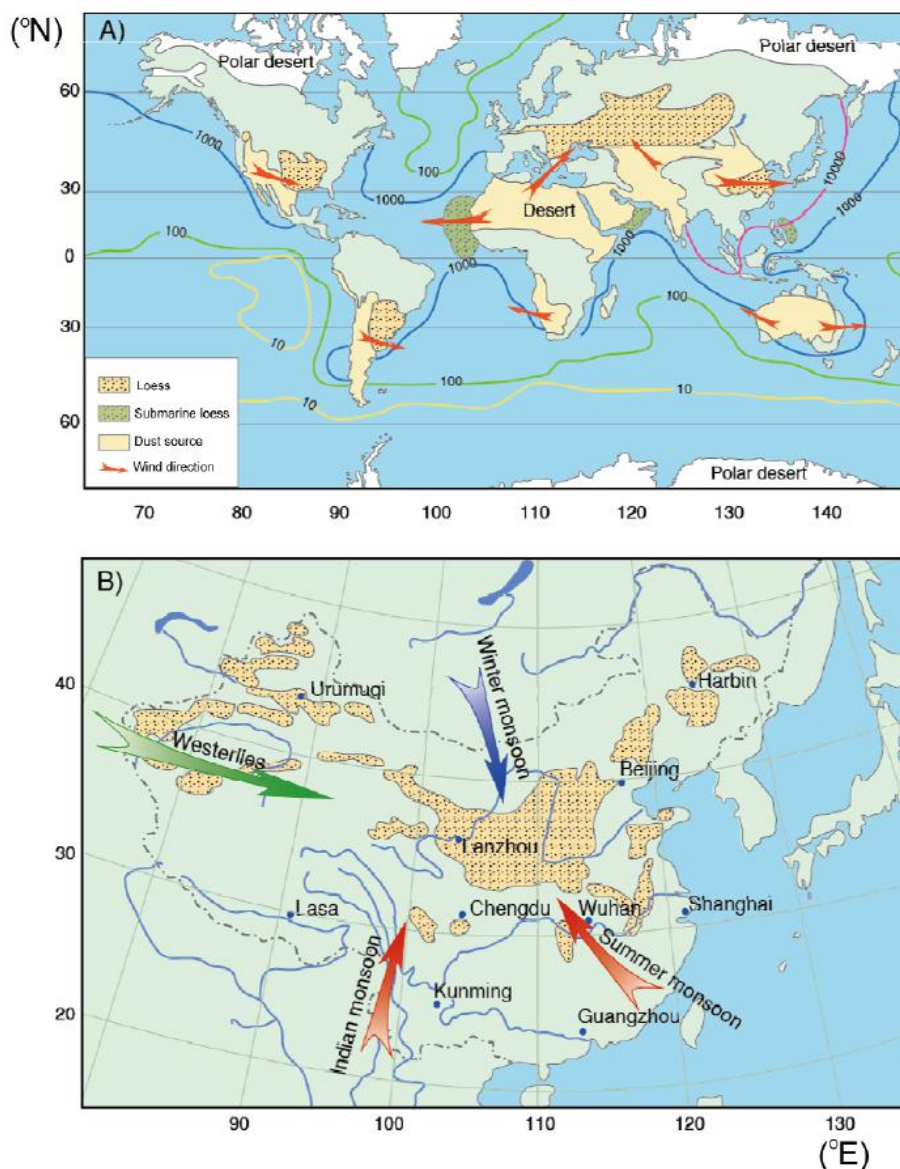 (°N)
A)
Polar desert
Polar desert
60
1000
100
1000
10000
1000
30
Desert
100
0
1000
1000
100
10
30
100
10
60
Loess
Submarine loess
Dust source
Wind direction
Polar desert
70 80 90 100 110 120 130 140
B)
40
Urumuqi
Westerlies
Winter monsoon
Harbin
Beijing
Lanzhou
30
Lasa
Chengdu
Wuhan
Shanghai
Indian monsoon
Summer monsoon
Kunming
20
Guangzhou
90 100 110 120 130
(°E)